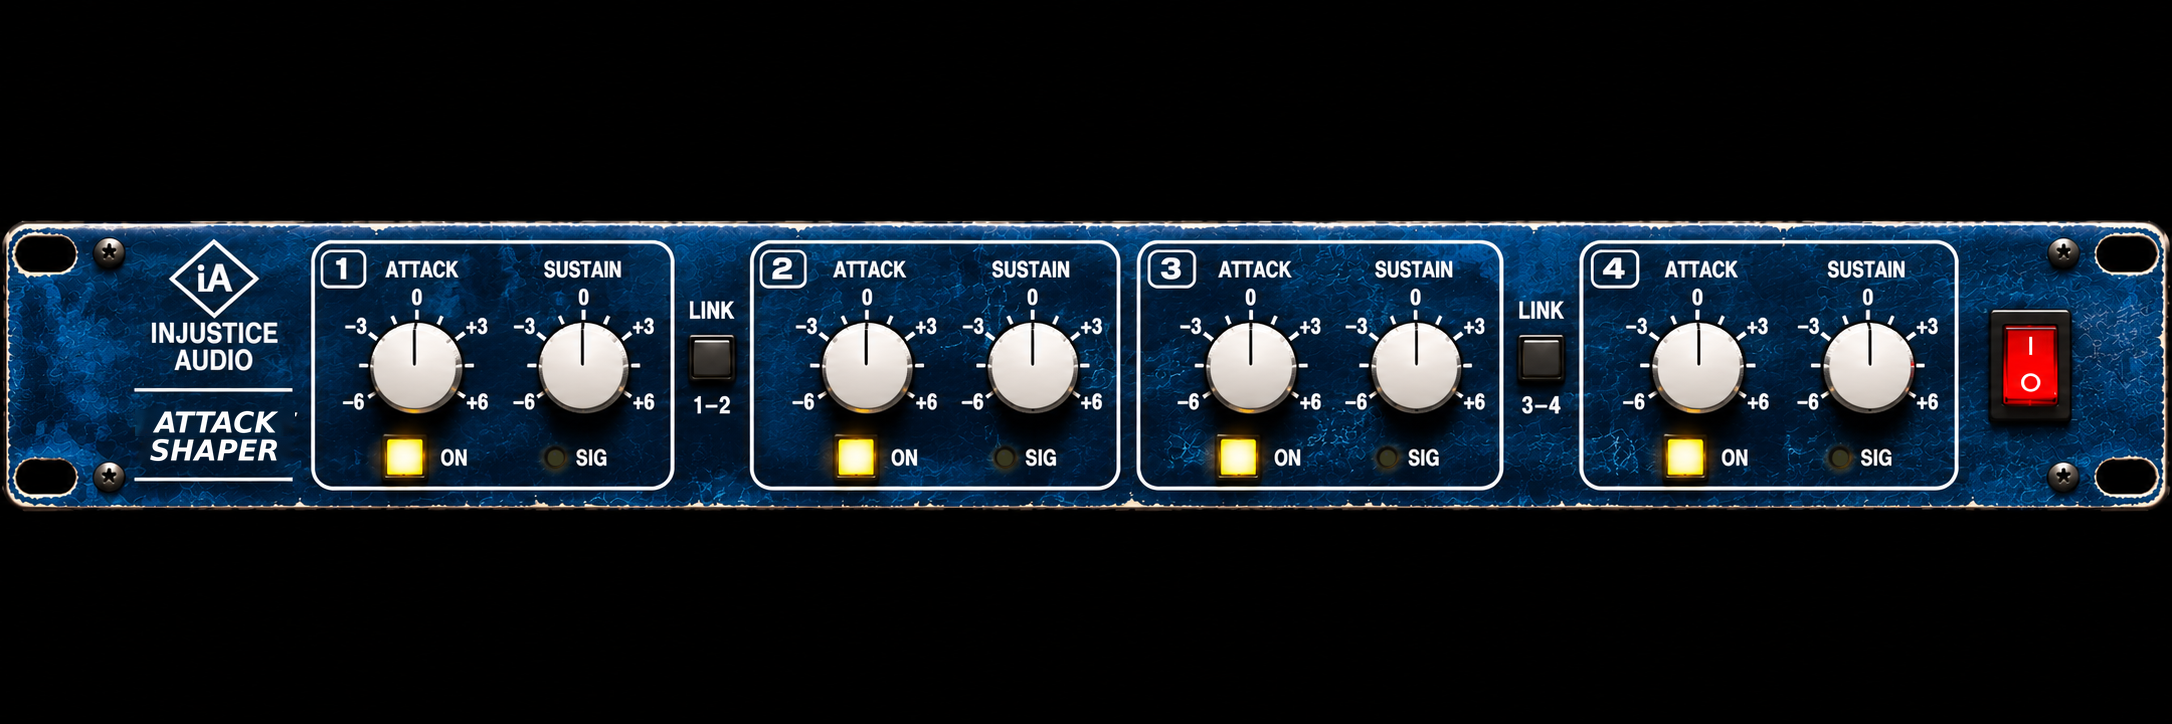 iA
INJUSTICE
AUDIO
ATTACK
SHAPER
1 ATTACK SUSTAIN
0 0
-3 +3 -3 +3
-6 +6 -6 +6
ON SIG
LINK
1-2
2 ATTACK SUSTAIN
0 0
-3 +3 -3 +3
-6 +6 -6 +6
ON SIG
3 ATTACK SUSTAIN
0 0
-3 +3 -3 +3
-6 +6 -6 +6
ON SIG
LINK
3-4
4 ATTACK SUSTAIN
0 0
-3 +3 -3 +3
-6 +6 -6 +6
ON SIG
I
O